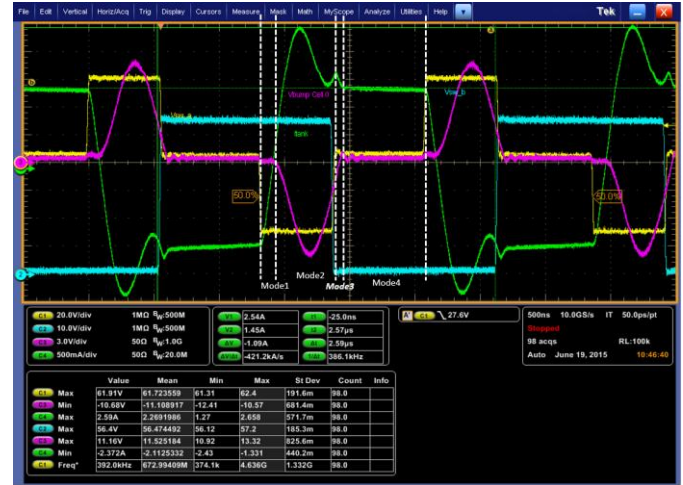 File Edit Vertical Horiz/Acq Trig Display Cursors Measure Mask Math MyScope Analyze Utilities Help Tek
Vsw_a
Vbump Coil.0
Vsw_b
50.0%
50.0%
Mode1
Mode2
Mode3
Mode4
C1 20.0V/div 1MΩ BW:500M
C2 10.0V/div 1MΩ BW:500M
C3 3.0V/div 50Ω BW:1.0G
C4 500mA/div 50Ω BW:20.0M
V1 2.54A t1 -25.0ns
V2 1.45A t2 2.57µs
ΔV -1.09A Δt 2.59µs
ΔV/Δt -421.2kA/s 1/Δt 386.1kHz
A' C1 27.6V
500ns 10.0GS/s IT 50.0ps/pt
Stopped
98 acqs RL:100k
Auto June 19, 2015 10:46:40
Value Mean Min Max St Dev Count Info
C1 Max 61.91V 61.723559 61.31 62.4 191.6m 98.0
C3 Min -10.68V -11.108917 -12.41 -10.57 681.4m 98.0
C4 Max 2.59A 2.2691986 1.27 2.658 571.7m 98.0
C2 Max 56.4V 56.474492 56.12 57.2 185.3m 98.0
C3 Max 11.16V 11.525184 10.92 13.32 825.6m 98.0
C4 Min -2.372A -2.1125332 -2.43 -1.331 440.2m 98.0
C1 Freq* 392.0kHz 672.99409M 374.1k 4.636G 1.332G 98.0